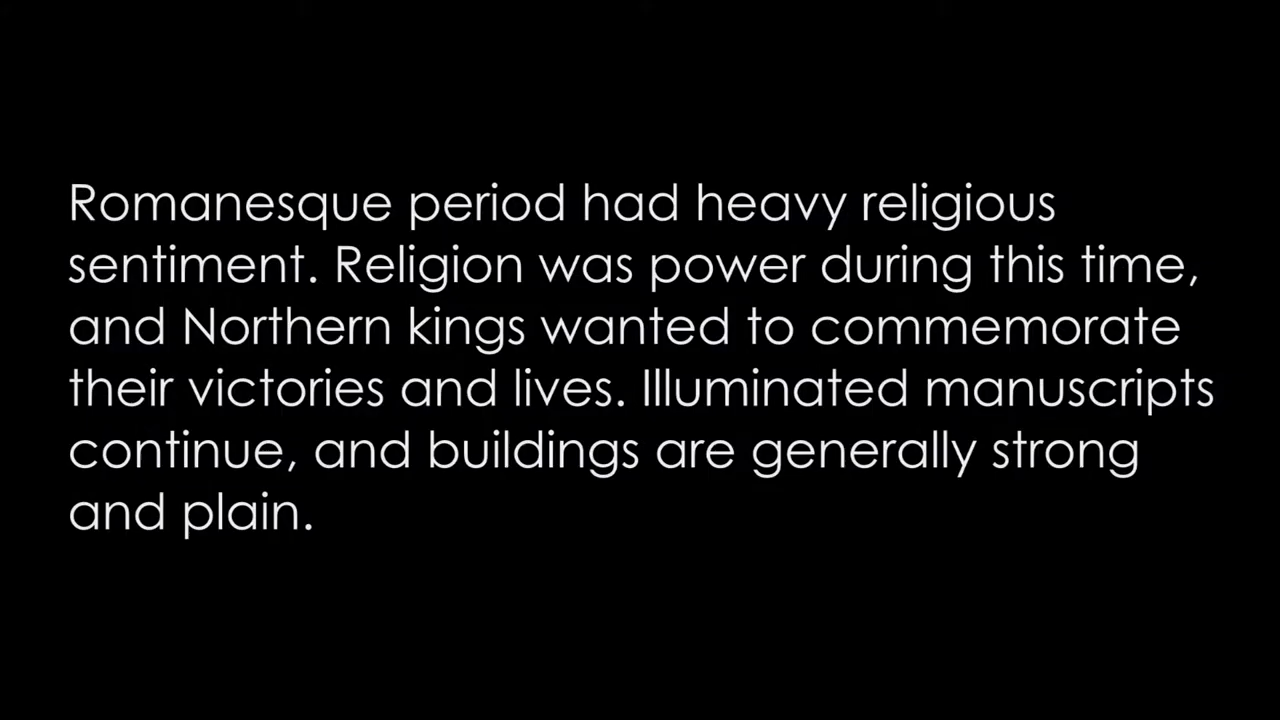 Romanesque period had heavy religious
sentiment. Religion was power during this time,
and Northern kings wanted to commemorate
their victories and lives. Illuminated manuscripts
continue, and buildings are generally strong
and plain.